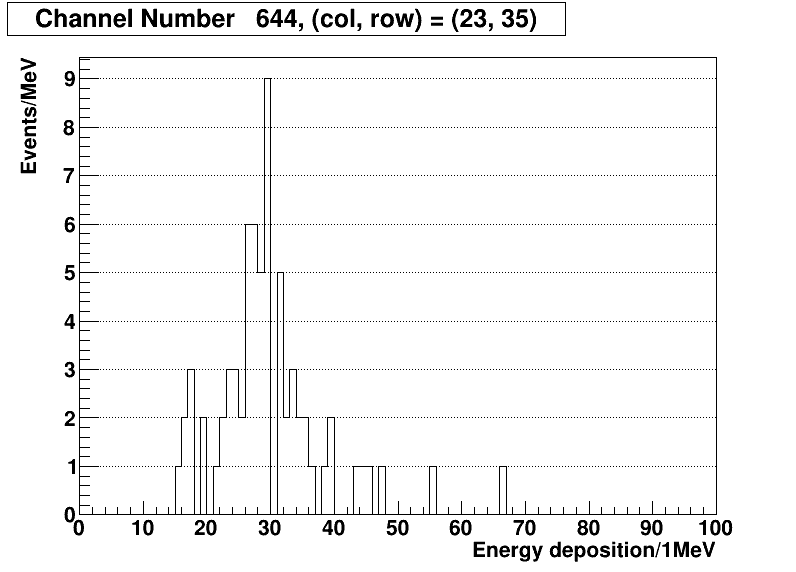 Channel Number 644, (col, row) = (23, 35)
Events/MeV
9
8
7
6
5
4
3
2
1
0
0 10 20 30 40 50 60 70 80 90 100
Energy deposition/1MeV